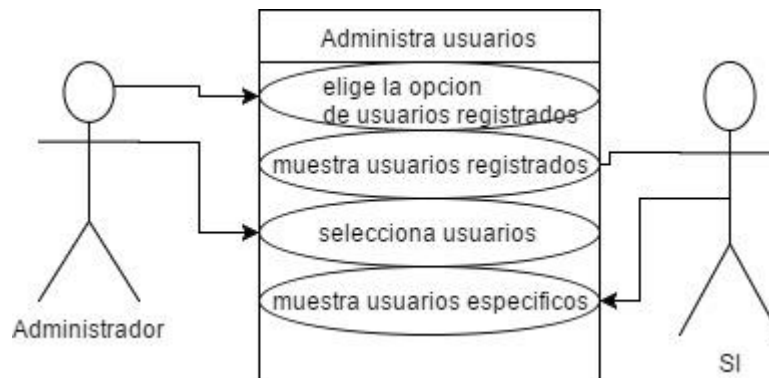 Administra usuarios
elige la opcion
de usuarios registrados
muestra usuarios registrados
selecciona usuarios
muestra usuarios especificos
Administrador
SI